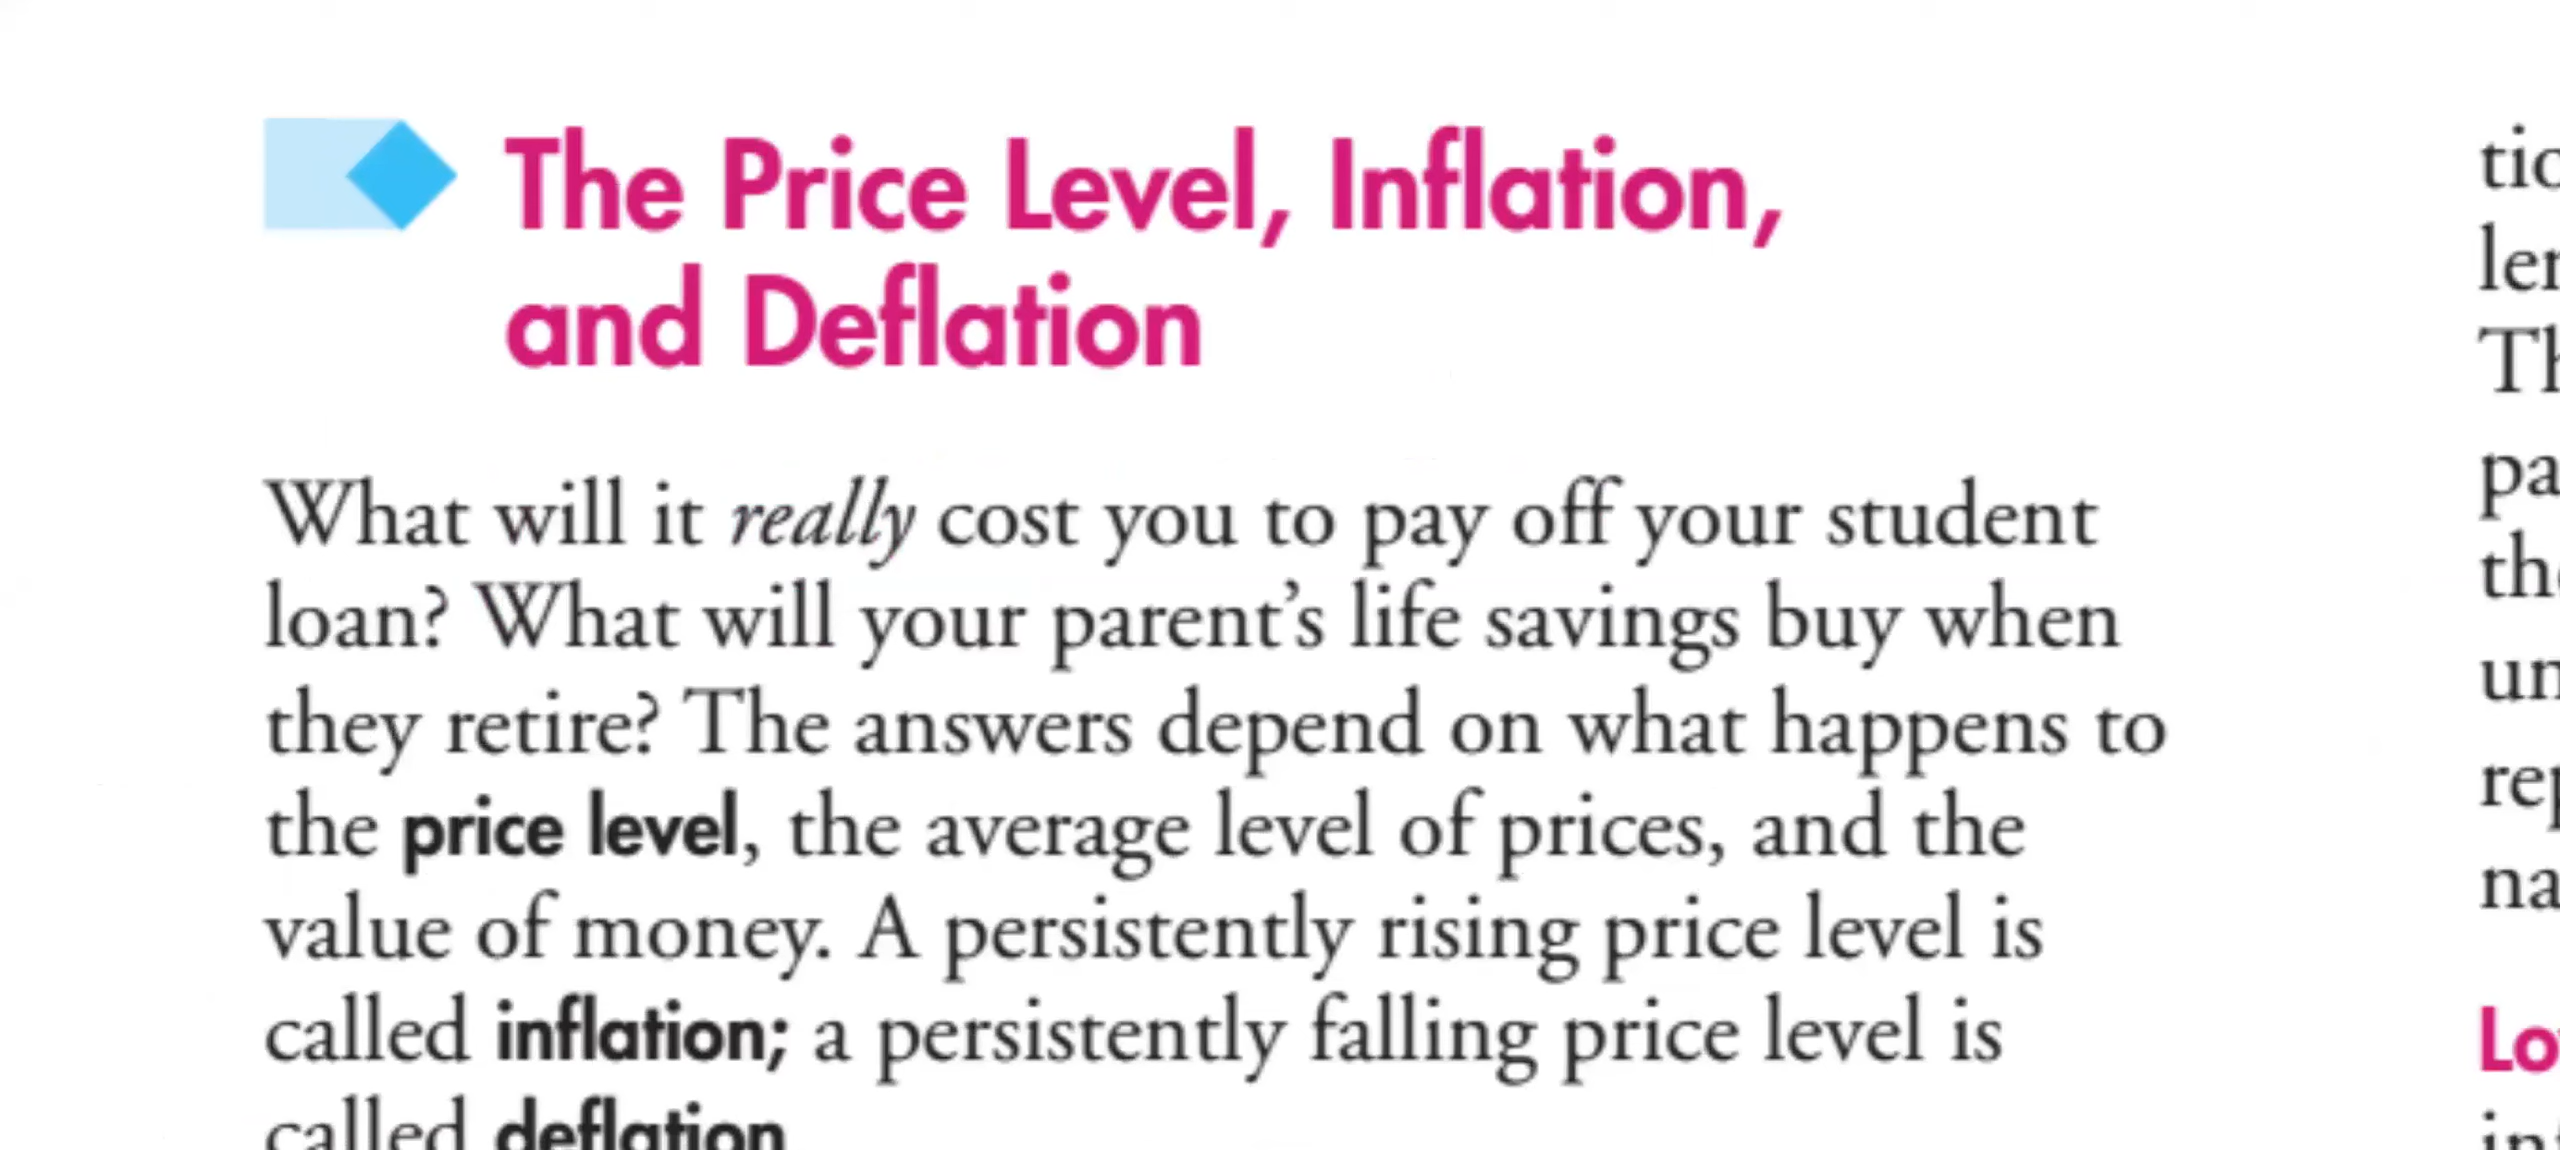 The Price Level, Inflation,
and Deflation
What will it really cost you to pay off your student
loan? What will your parent’s life savings buy when
they retire? The answers depend on what happens to
the price level, the average level of prices, and the
value of money. A persistently rising price level is
called inflation; a persistently falling price level is
called deflation